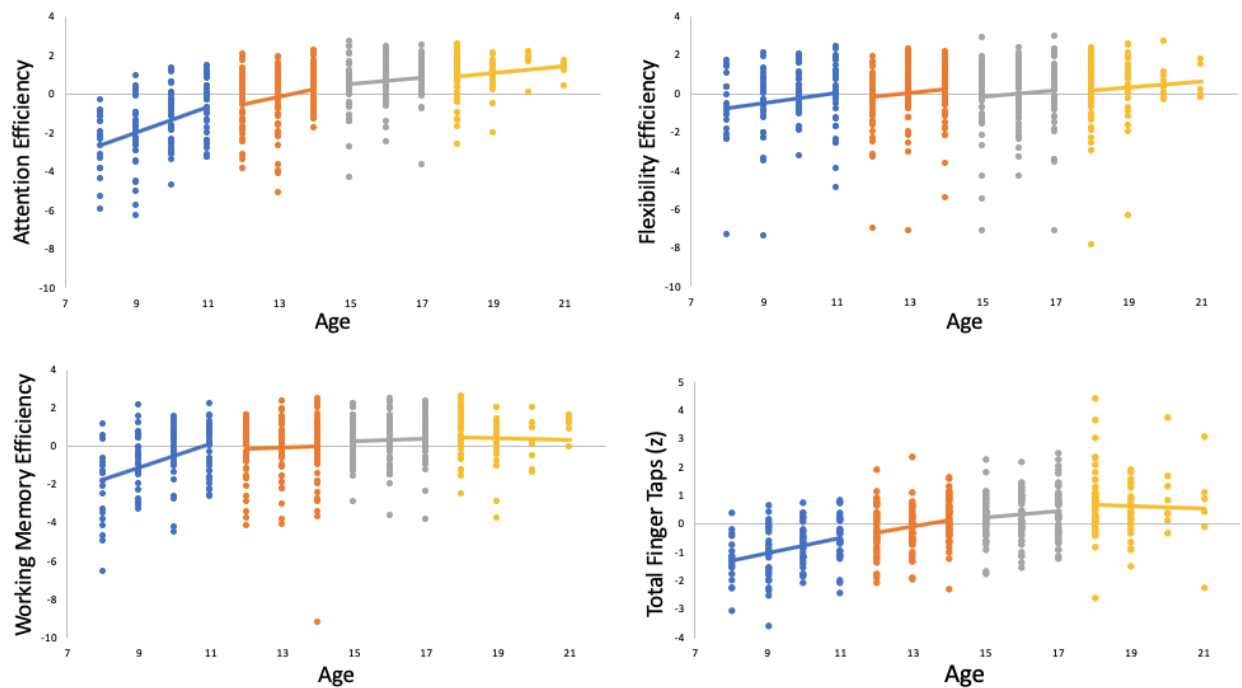 Attention Efficiency
4
2
0
-2
-4
-6
-8
-10
7 9 11 13 15 17 19 21
Age
Flexibility Efficiency
4
2
0
-2
-4
-6
-8
-10
7 9 11 13 15 17 19 21
Age
Working Memory Efficiency
4
2
0
-2
-4
-6
-8
-10
7 9 11 13 15 17 19 21
Age
Total Finger Taps (z)
5
4
3
2
1
0
-1
-2
-3
-4
7 9 11 13 15 17 19 21
Age